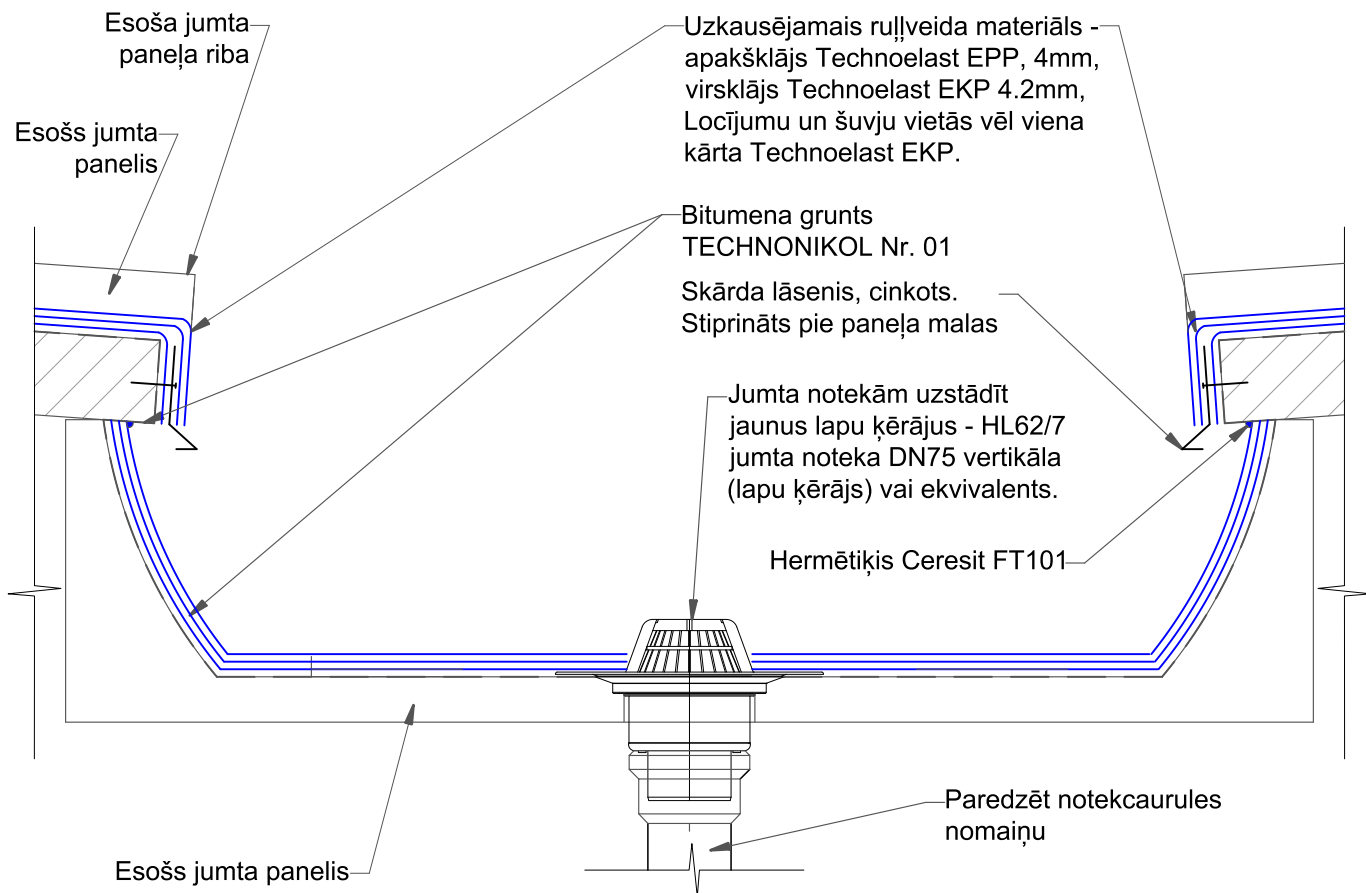 Esoša jumta
paneļa riba
Esošs jumta
panelis
Uzkausējamais ruļļveida materiāls -
apakšklājs Technoelast EPP, 4mm,
virsklājs Technoelast EKP 4.2mm,
Locījumu un šuvju vietās vēl viena
kārta Technoelast EKP.
Bitumena grunts
TECHNONIKOL Nr. 01
Skārda lāsenis, cinkots.
Stiprināts pie paneļa malas
Jumta notekām uzstādīt
jaunus lapu ķērājus - HL62/7
jumta noteka DN75 vertikāla
(lapu ķērājs) vai ekvivalents.
Hermētiķis Ceresit FT101
Paredzēt notekcaurules
nomaiņu
Esošs jumta panelis